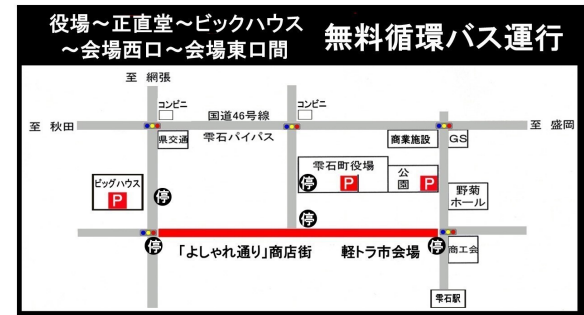 役場～正直堂～ビックハウス
～会場西口～会場東口間
無料循環バス運行
至 網張
コンビニ
コンビニ
国道46号線
至 秋田
至 盛岡
県交通
雫石バイパス
商業施設
GS
ビッグハウス
P
停
雫石町役場
停
P
公園
P
野菊
ホール
停
停
「よしゃれ通り」商店街
軽トラ市会場
停
商工会
雫石駅